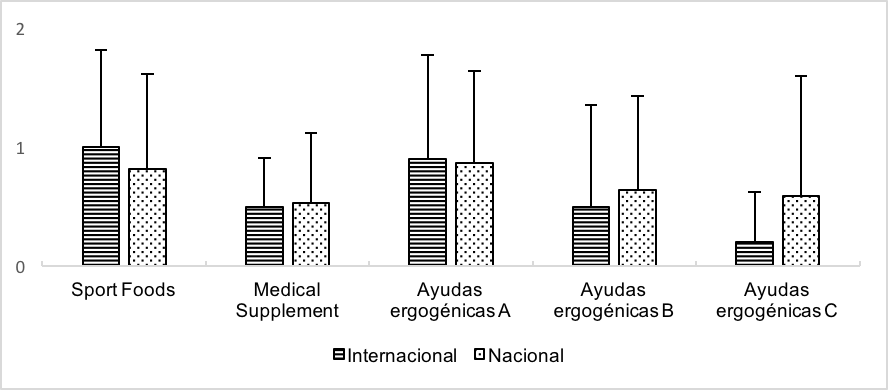 2
1
0
Sport Foods
Medical
Supplement
Ayudas
ergogénicas A
Ayudas
ergogénicas B
Ayudas
ergogénicas C
Internacional Nacional